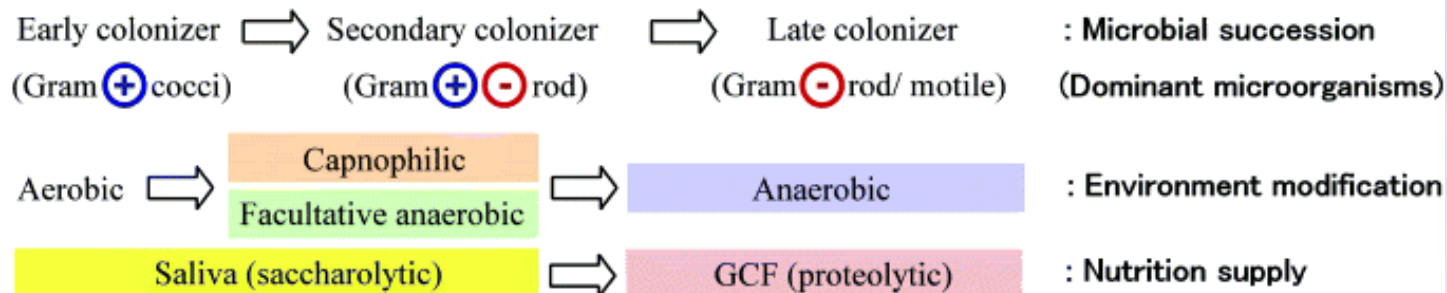 Early colonizer Secondary colonizer Late colonizer : Microbial succession
(Gram + cocci) (Gram + - rod) (Gram - rod/ motile) (Dominant microorganisms)
Capnophilic
Aerobic Anaerobic : Environment modification
Facultative anaerobic
Saliva (saccharolytic) GCF (proteolytic) : Nutrition supply